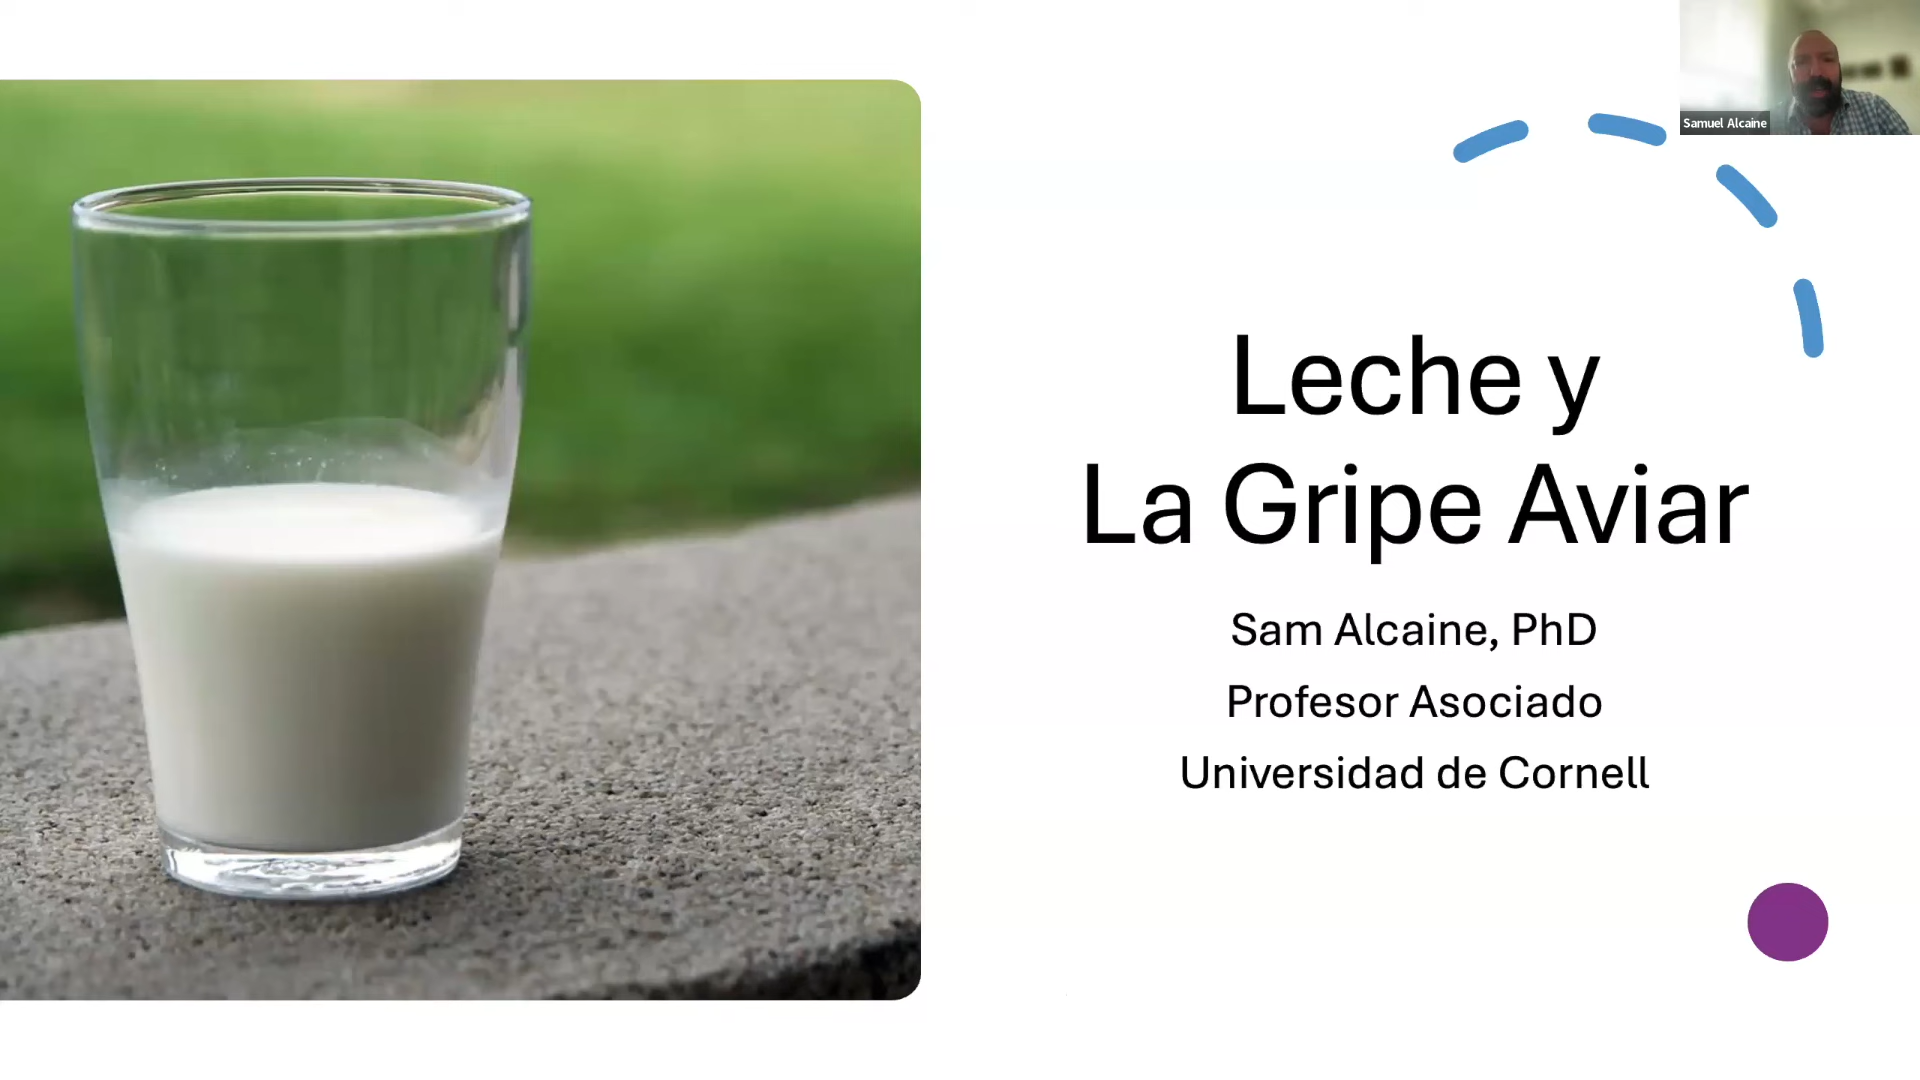 Samuel Alcaine
Leche y
La Gripe Aviar
Sam Alcaine, PhD
Profesor Asociado
Universidad de Cornell